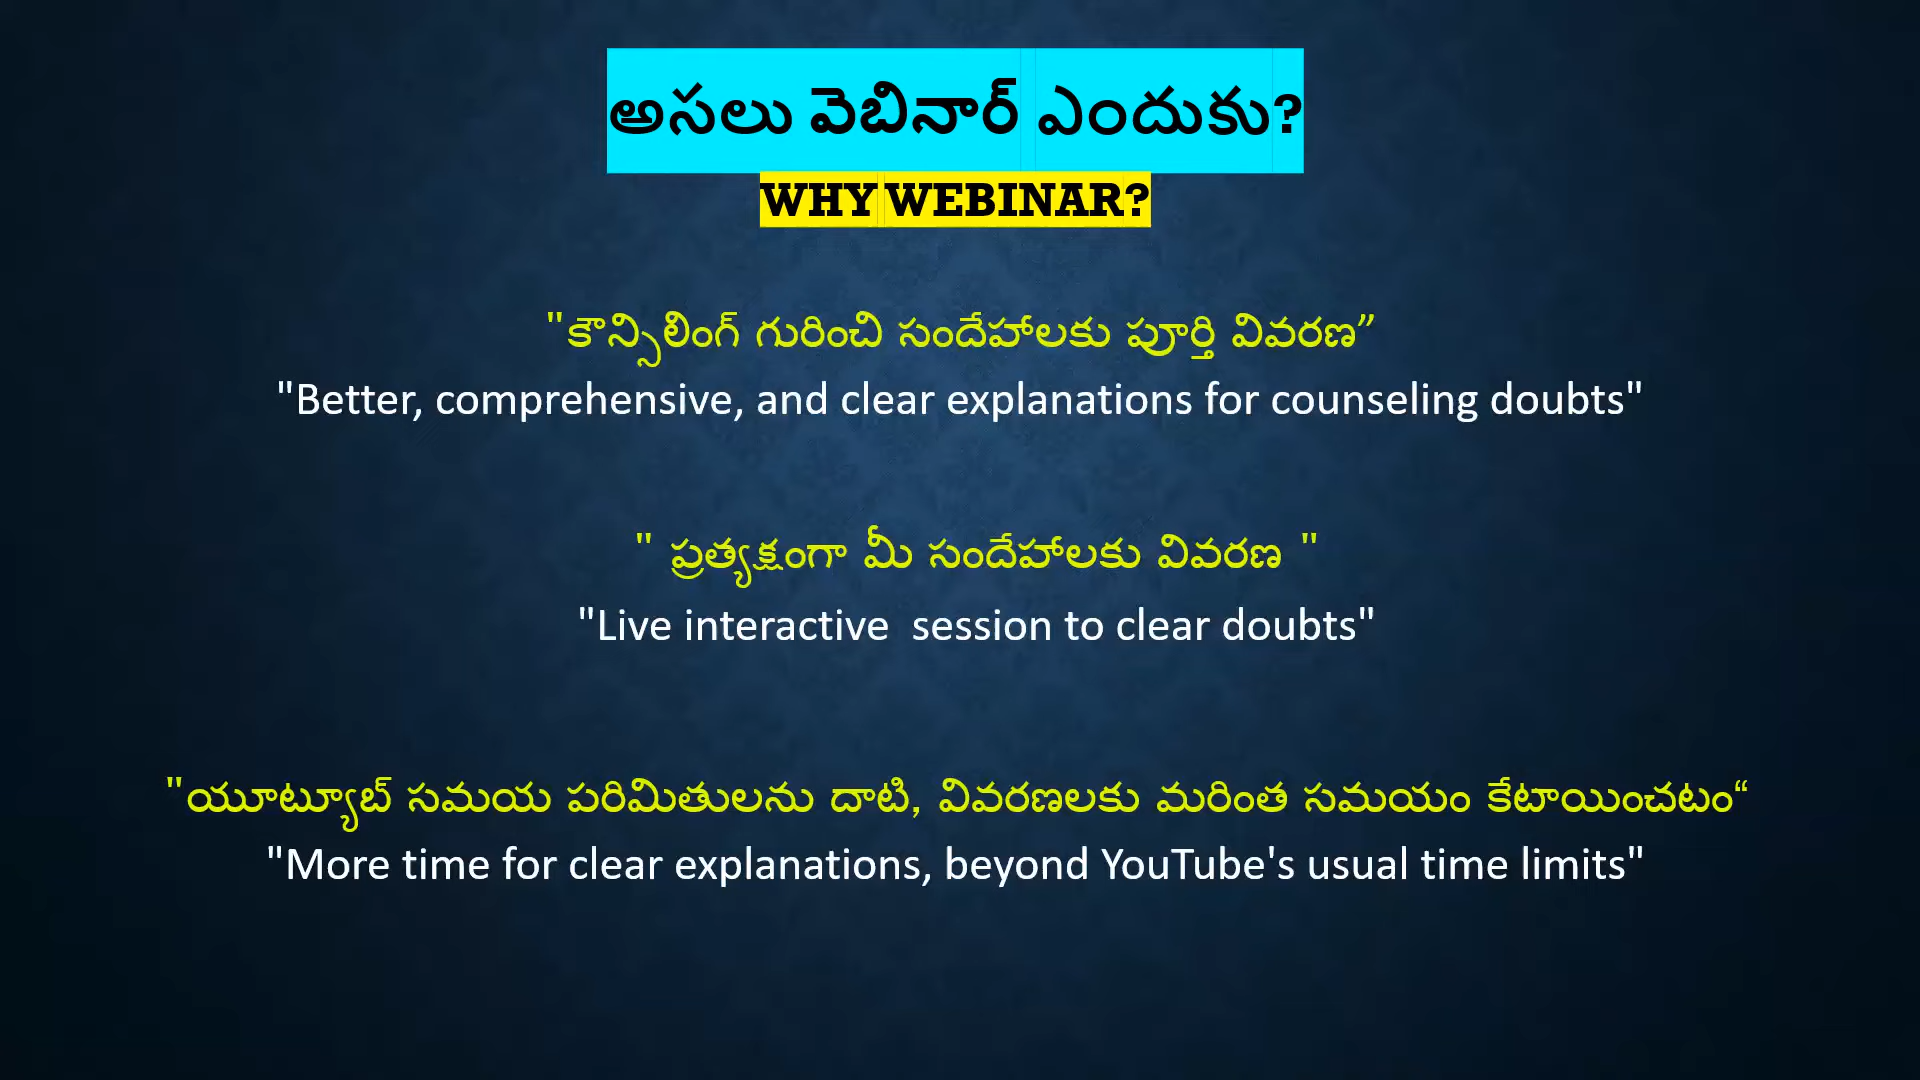 అసలు వెబినార్ ఎందుకు?
WHY WEBINAR?
"కౌన్సిలింగ్ గురించి సందేహాలకు పూర్తి వివరణ”
"Better, comprehensive, and clear explanations for counseling doubts"
" ప్రత్యక్షంగా మీ సందేహాలకు వివరణ "
"Live interactive  session to clear doubts"
"యూట్యూబ్ సమయ పరిమితులను దాటి, వివరణలకు మరింత సమయం కేటాయించటం“
"More time for clear explanations, beyond YouTube's usual time limits"